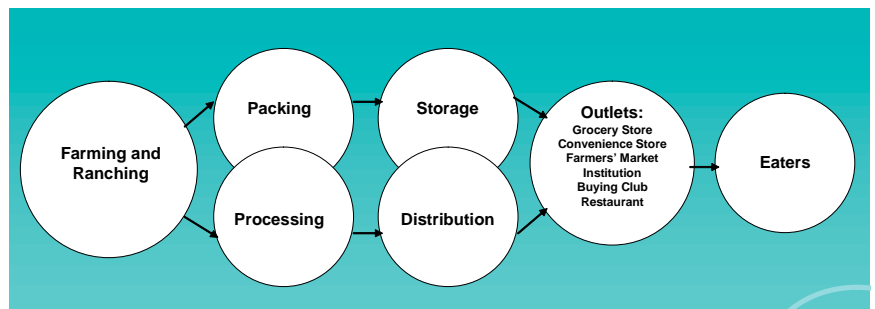 Farming and
Ranching
Packing
Processing
Storage
Distribution
Outlets:
Grocery Store
Convenience Store
Farmers' Market
Institution
Buying Club
Restaurant
Eaters